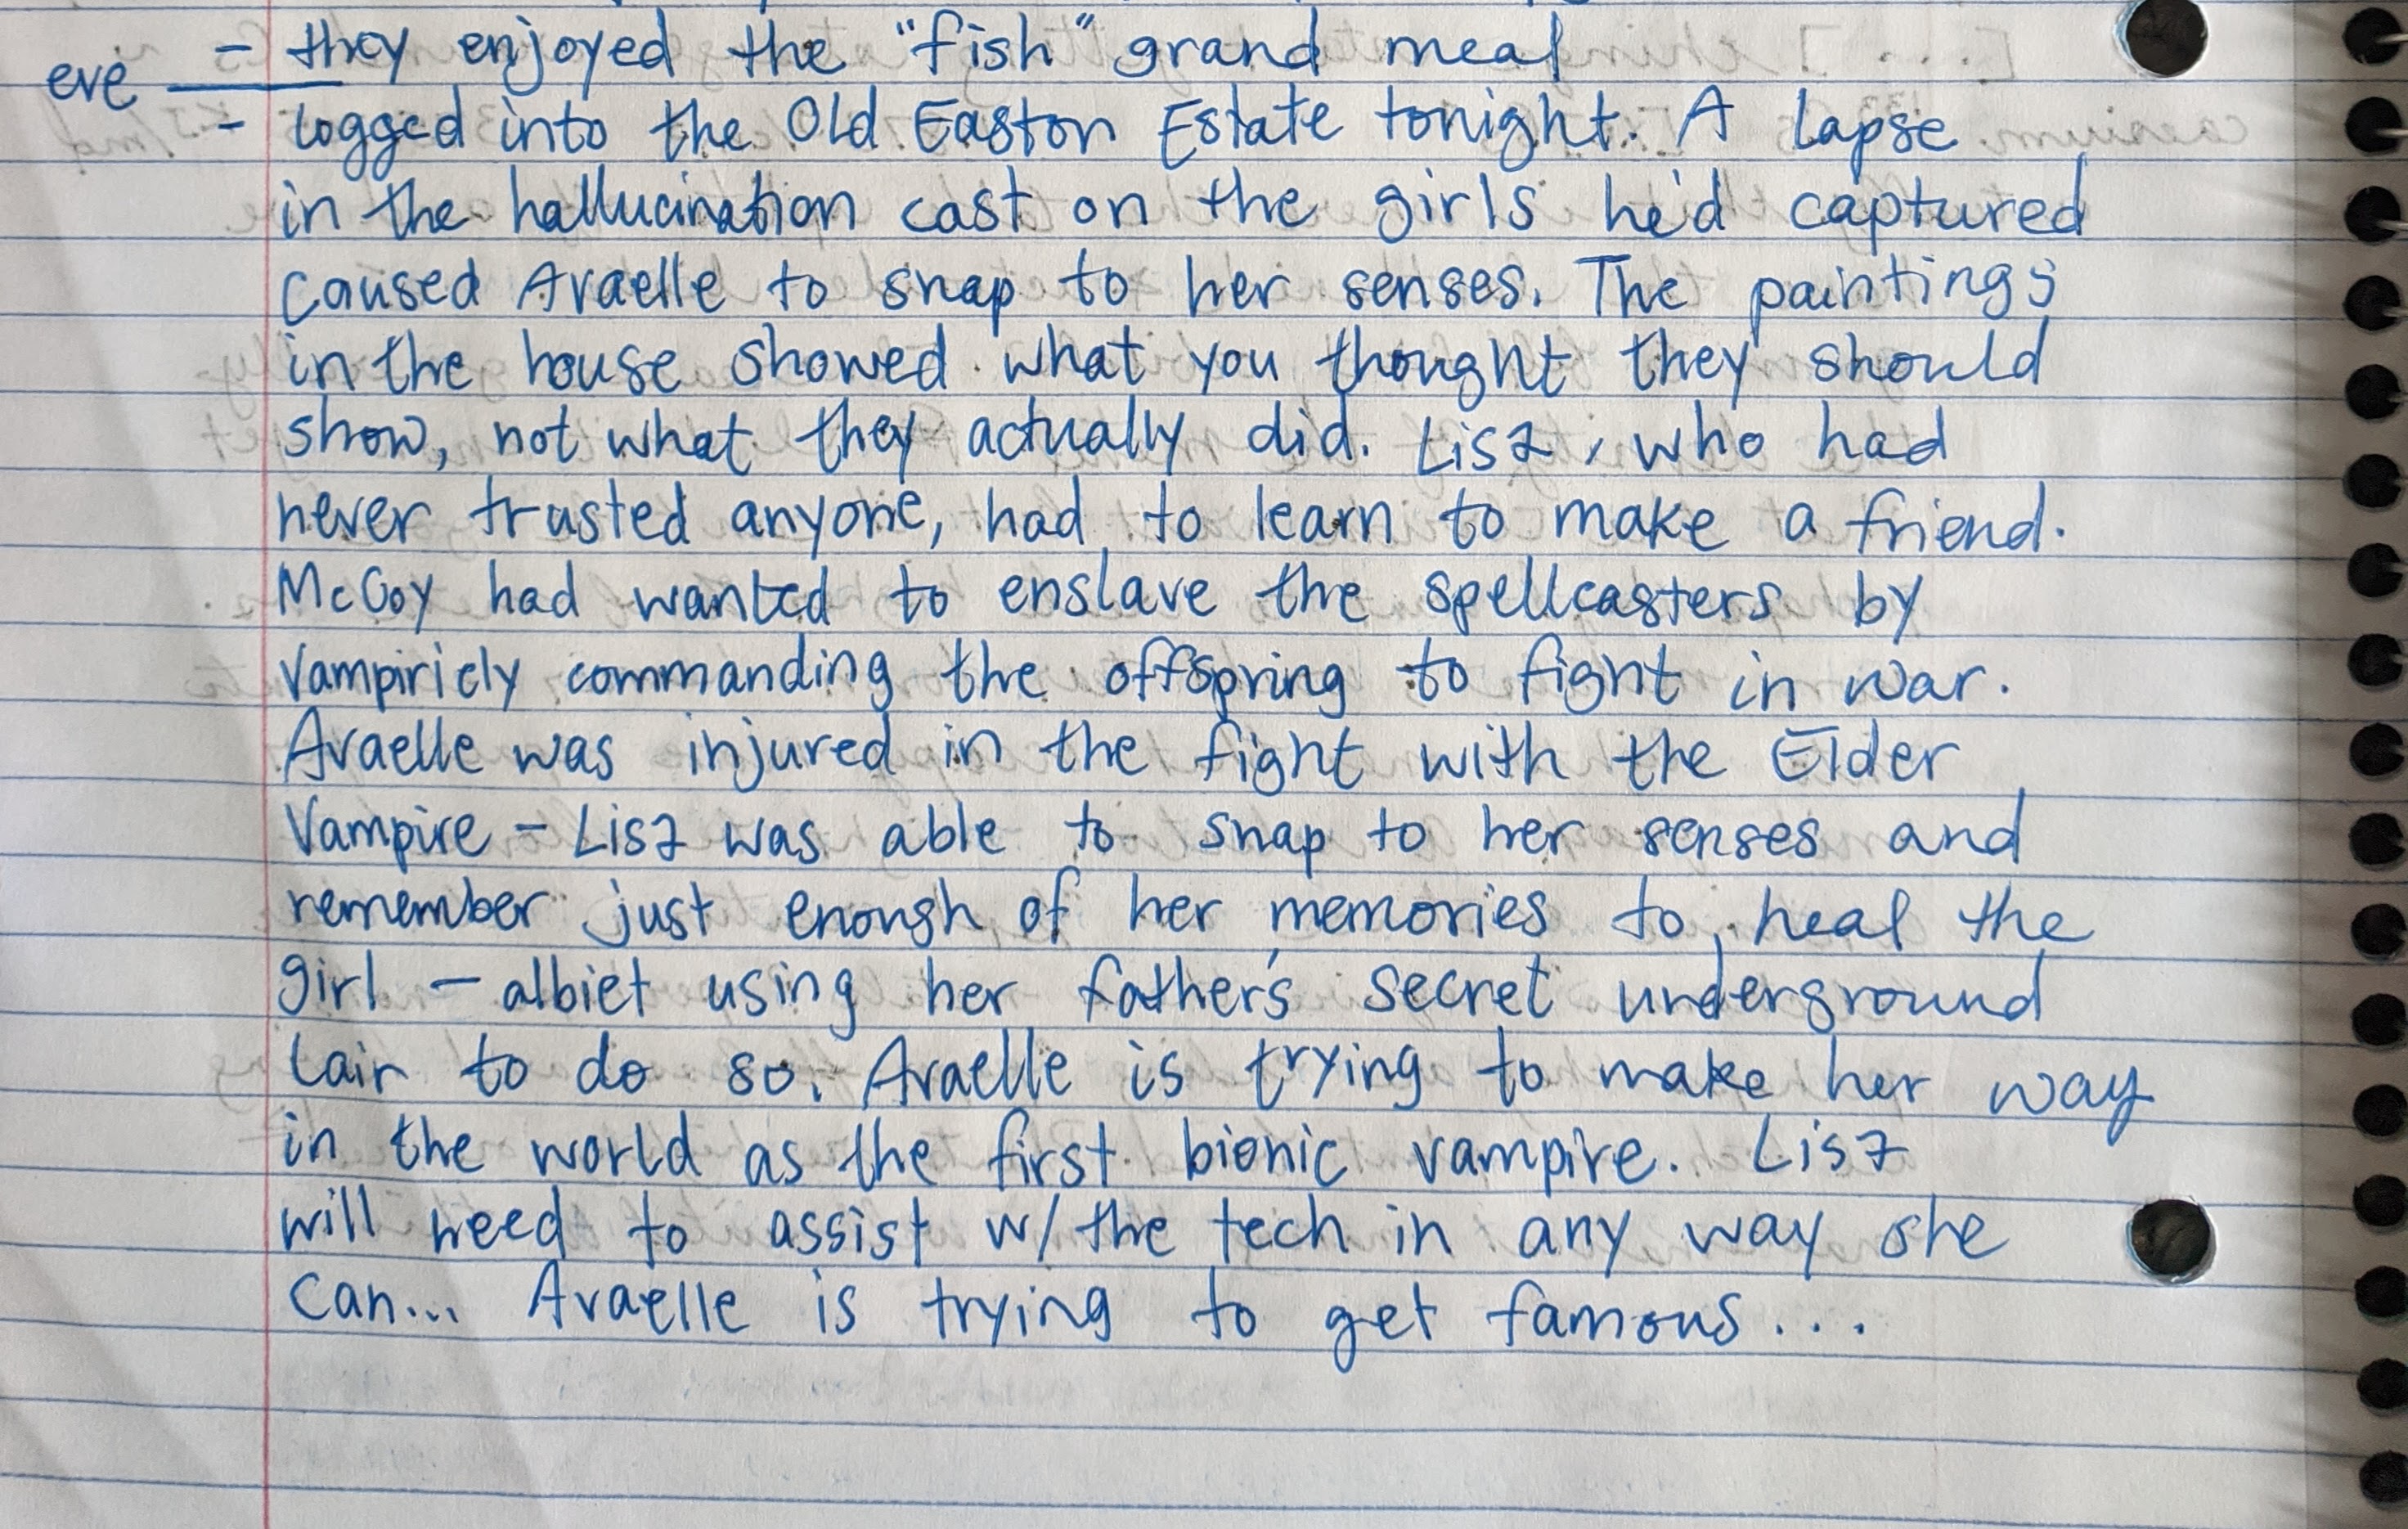 - they enjoyed the "fish" grand meal
eve
- logged into the Old Easton Estate tonight. A lapse
in the hallucination cast on the girls he'd captured
caused Avaelle to snap to her senses. The paintings
in the house showed what you thought they should
show, not what they actually did. Lisz, who had
never trusted anyone, had to learn to make a friend.
McCoy had wanted to enslave the spellcasters by
vampiricly commanding the offspring to fight in war.
Avaelle was injured in the fight with the Elder
Vampire - Lisz was able to snap to her senses and
remember just enough of her memories to heal the
girl - albiet using her father's secret underground
lair to do so. Avaelle is trying to make her way
in the world as the first bionic vampire. Lisz
will need to assist w/ the tech in any way she
can... Avaelle is trying to get famous...